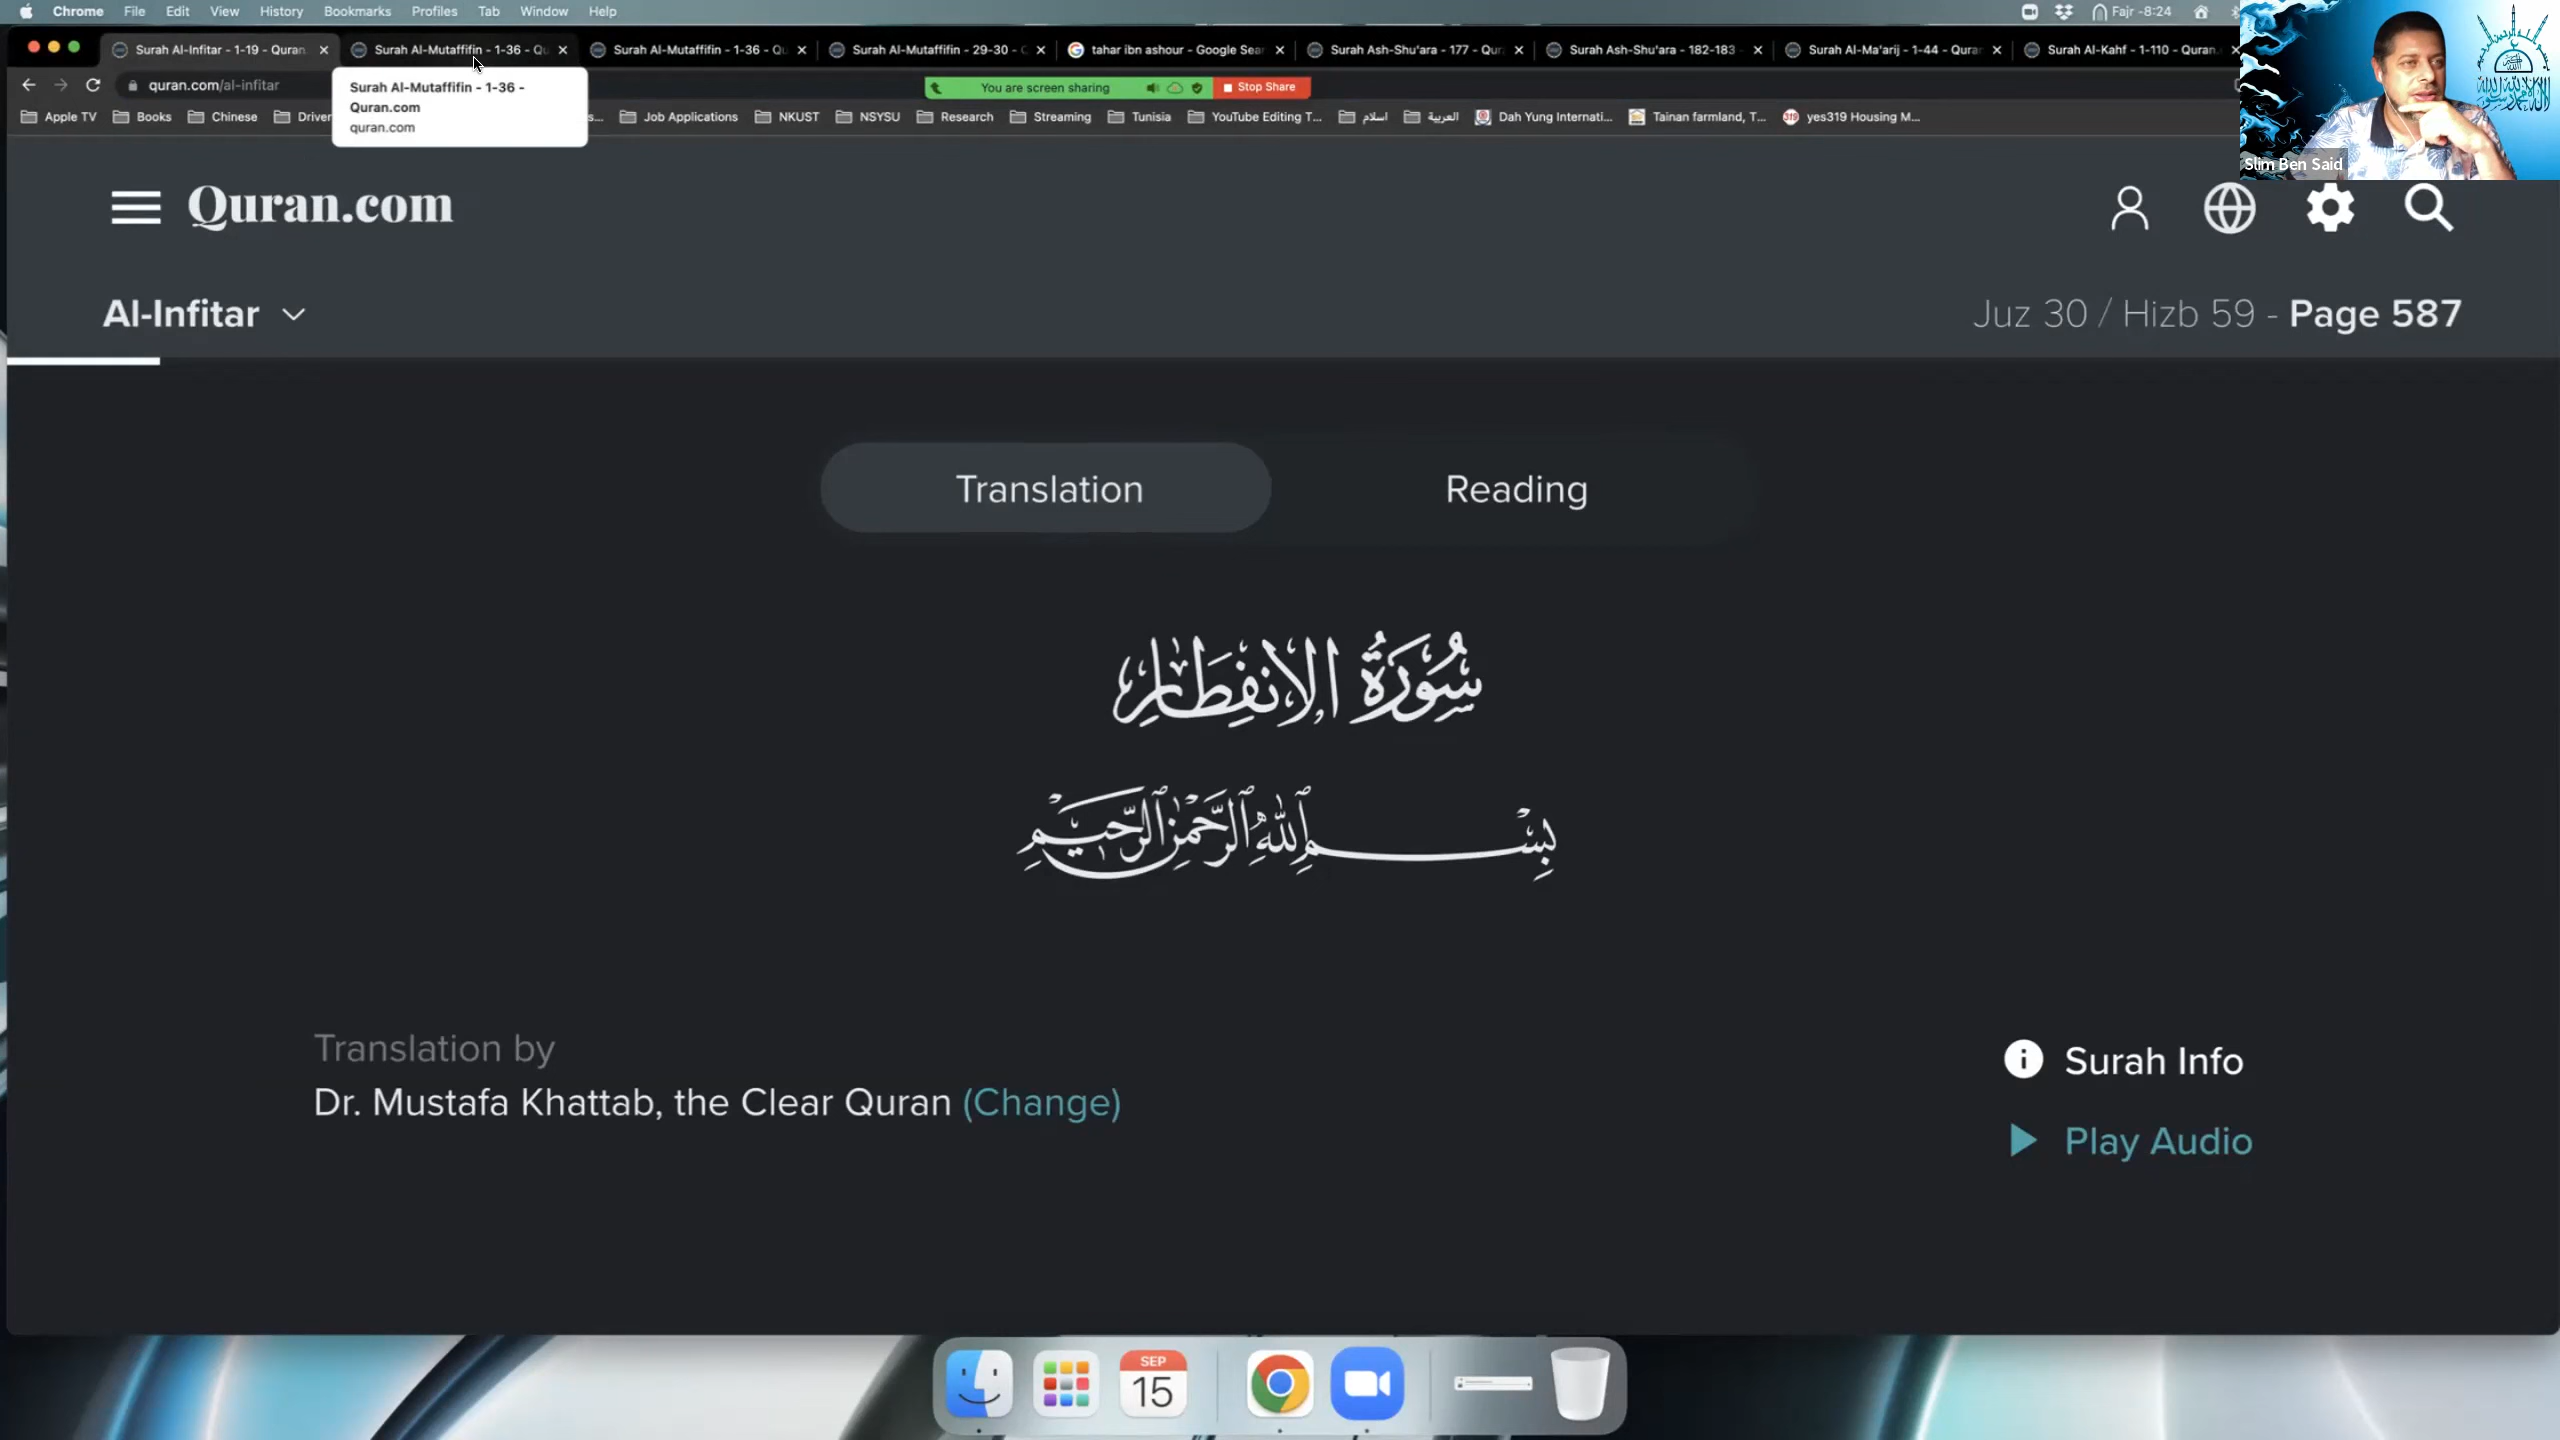 Chrome File Edit View History Bookmarks Profiles Tab Window Help
Fajr -8:24
Surah Al-Infitar - 1-19 - Quran
Surah Al-Mutaffifin - 1-36 - Qu
Surah Al-Mutaffifin - 1-36 - Qu
Surah Al-Mutaffifin - 29-30 -
tahar ibn ashour - Google Sear
Surah Ash-Shu'ara - 177 - Qur
Surah Ash-Shu'ara - 182-183
Surah Al-Ma'arij - 1-44 - Quran
Surah Al-Kahf - 1-110 - Quran.
quran.com/al-infitar
You are screen sharing
Stop Share
Surah Al-Mutaffifin - 1-36 -
Quran.com
quran.com
Apple TV Books Chinese Driver s... Job Applications NKUST NSYSU Research Streaming Tunisia YouTube Editing T... اسلام العربية Dah Yung Internati... Tainan farmland, T... yes319 Housing M...
Slim Ben Said
Quran.com
Al-Infitar
Juz 30 / Hizb 59 - Page 587
Translation
Reading
سُورَةُ الإنفِطَار
بِسْمِ ٱللَّهِ ٱلرَّحْمَٰنِ ٱلرَّحِيمِ
Translation by
Dr. Mustafa Khattab, the Clear Quran (Change)
Surah Info
Play Audio
SEP
15